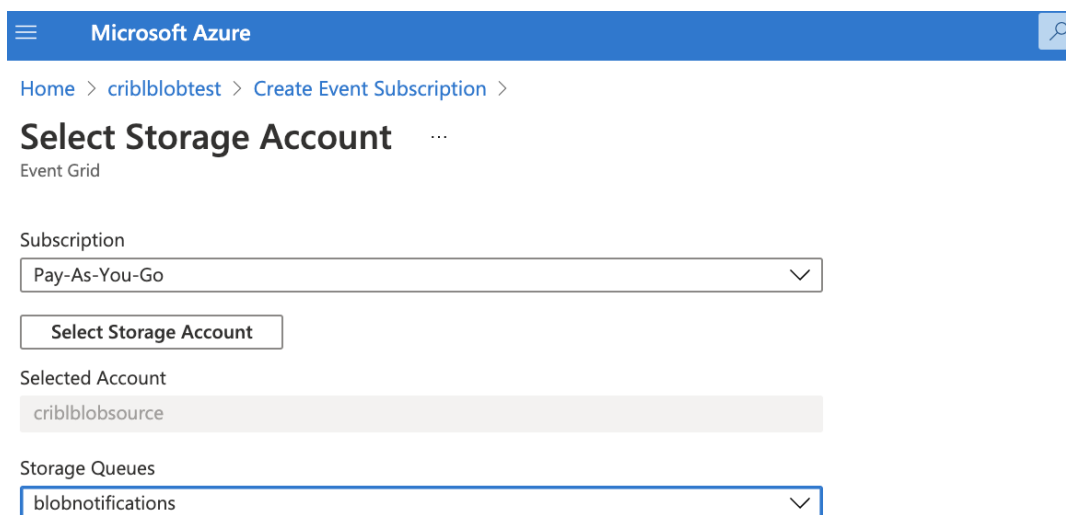 Microsoft Azure
Home > criblblobtest > Create Event Subscription >
Select Storage Account ...
Event Grid
Subscription
Pay-As-You-Go
Select Storage Account
Selected Account
criblblobsource
Storage Queues
blobnotifications